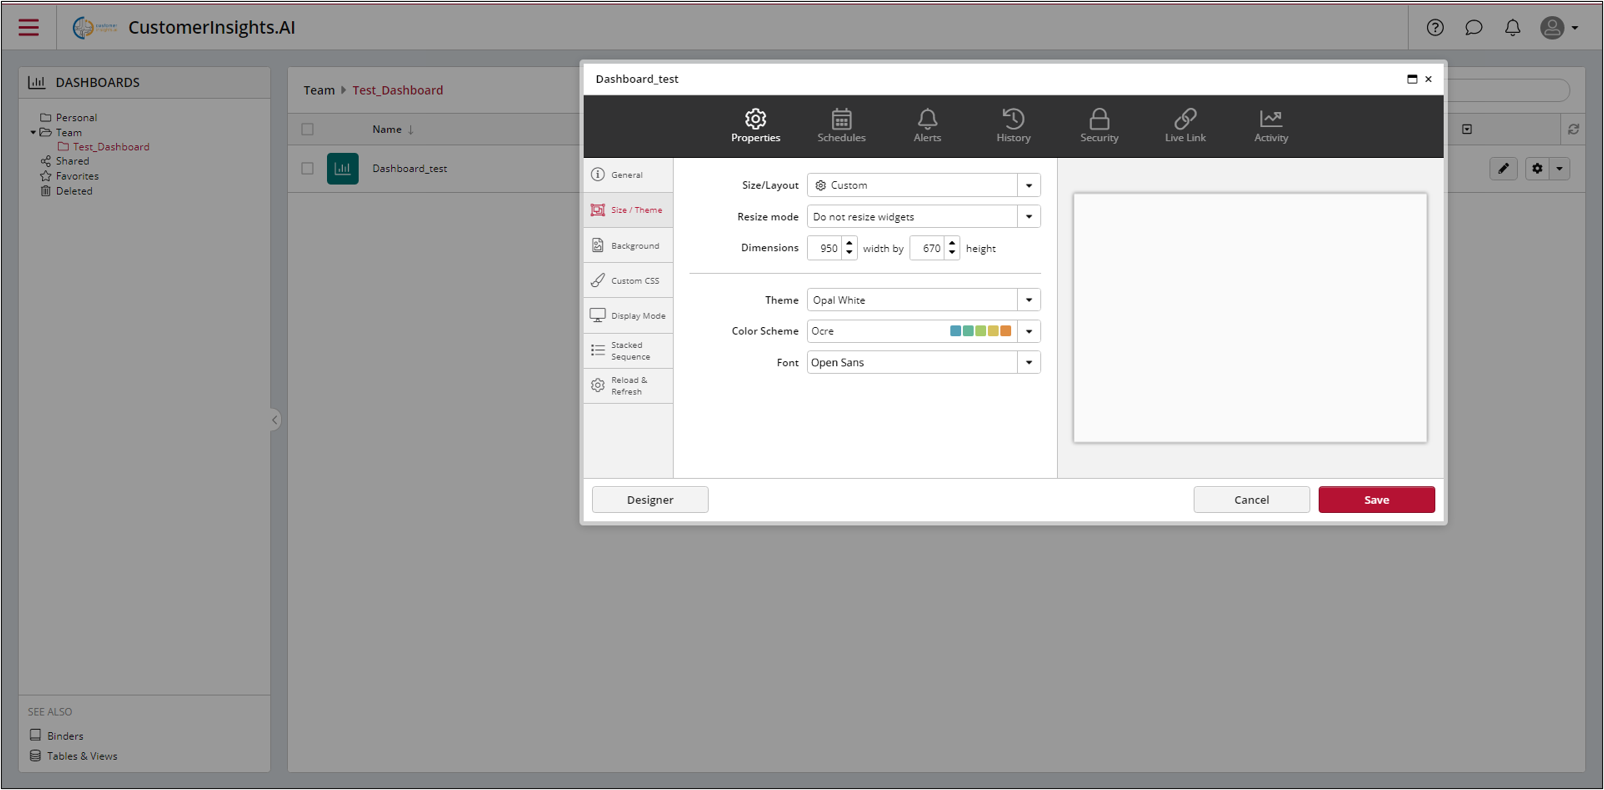 CustomerInsights.AI
DASHBOARDS
Personal
Team
Test_Dashboard
Shared
Favorites
Deleted
SEE ALSO
Binders
Tables & Views
Team Test_Dashboard
Name ↓
Dashboard_test
Dashboard_test
Properties
Schedules
Alerts
History
Security
Live Link
Activity
General
Size / Theme
Background
Custom CSS
Display Mode
Stacked
Sequence
Reload &
Refresh
Size/Layout Custom
Resize mode Do not resize widgets
Dimensions 950 width by 670 height
Theme Opal White
Color Scheme Ocre
Font Open Sans
Designer
Cancel
Save